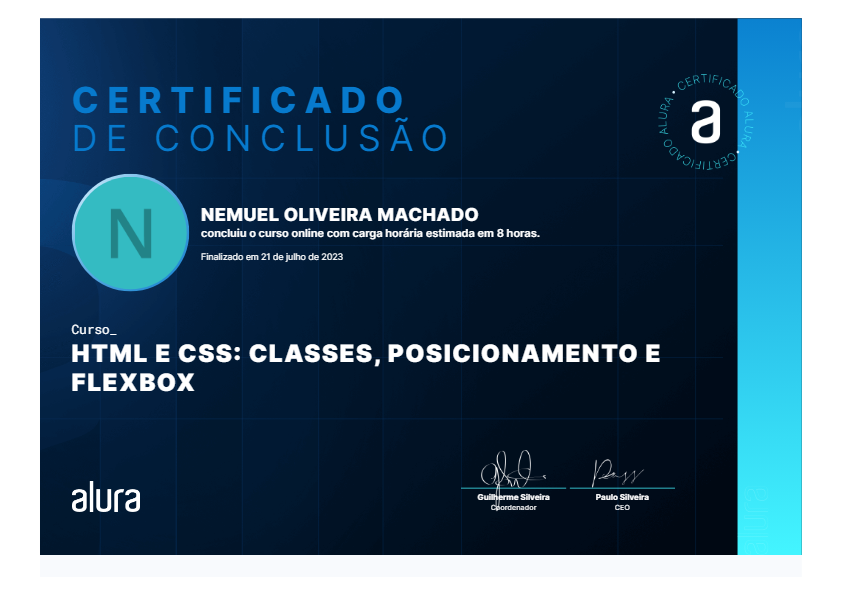 CERTIFICADO
DE CONCLUSÃO
• CERTIFICADO ALURA • CERTIFICADO ALURA
a
N
NEMUEL OLIVEIRA MACHADO
concluiu o curso online com carga horária estimada em 8 horas.
Finalizado em 21 de julho de 2023
Curso_
HTML E CSS: CLASSES, POSICIONAMENTO E
FLEXBOX
alura
Guilherme Silveira
Coordenador
Paulo Silveira
CEO